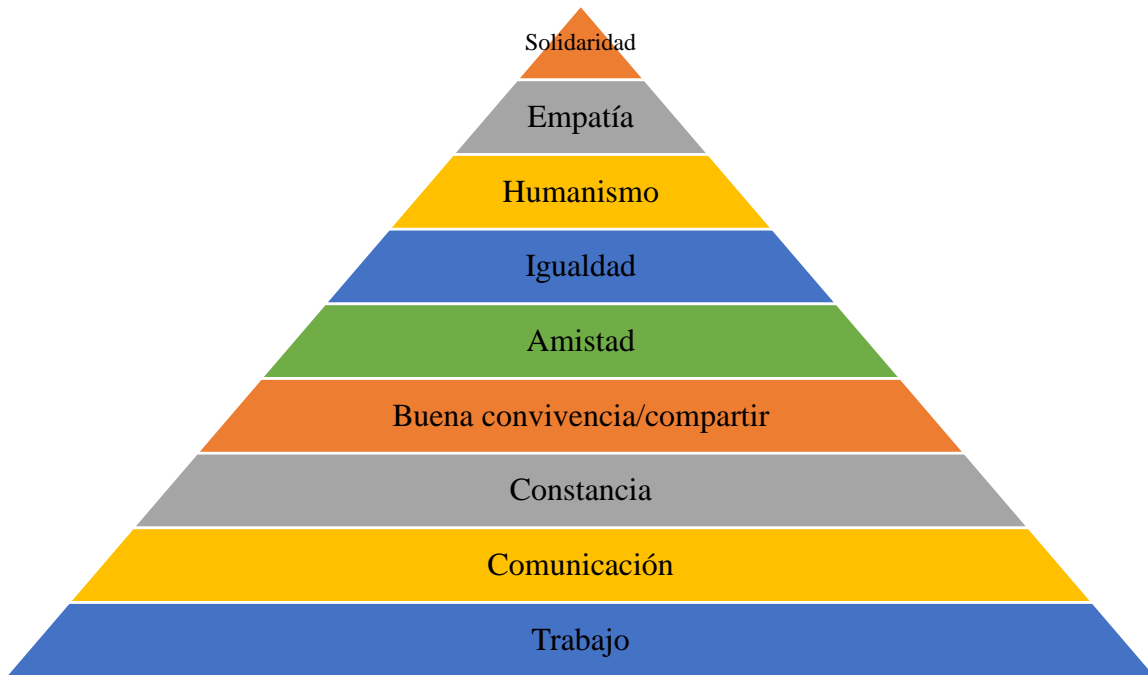 Solidaridad
Empatía
Humanismo
Igualdad
Amistad
Buena convivencia/compartir
Constancia
Comunicación
Trabajo